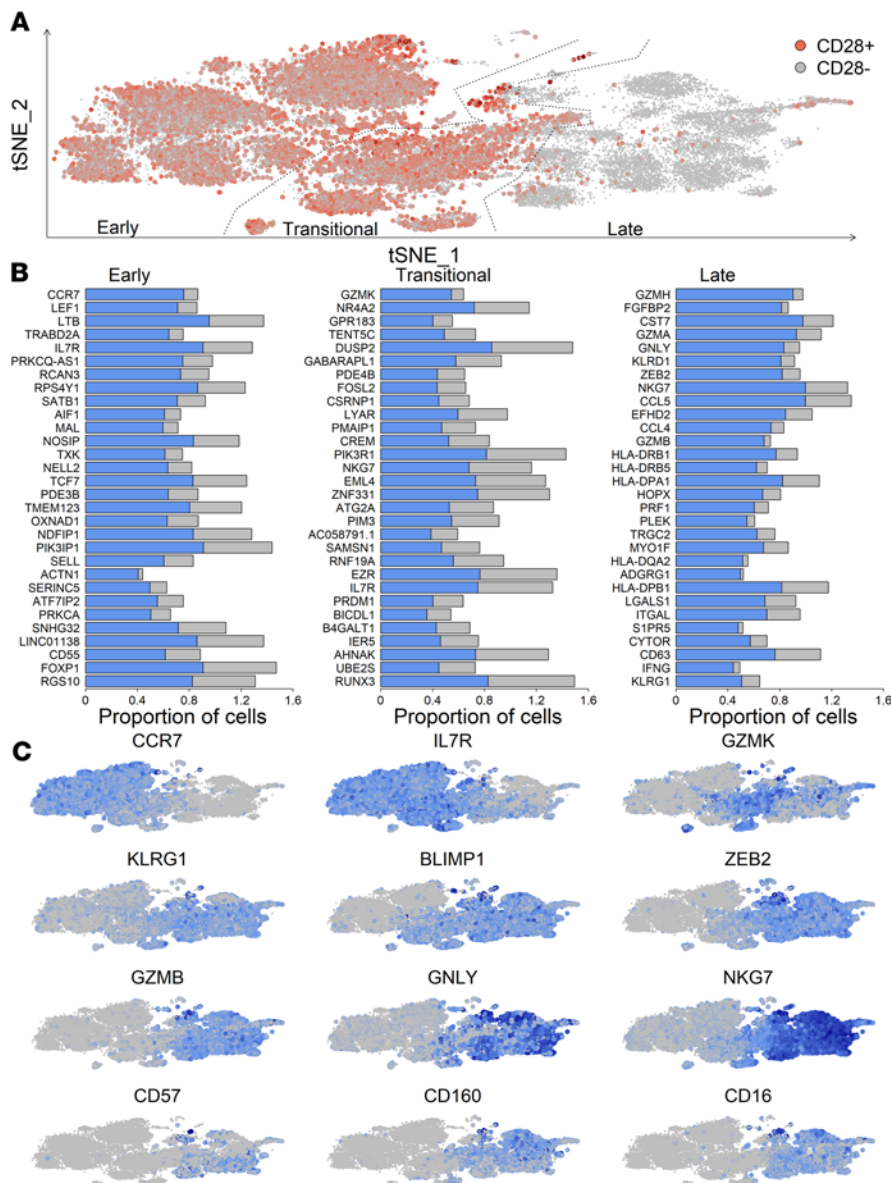 A
CD28+
CD28-
tSNE_2
Early
Transitional
Late
tSNE_1
B
Early
CCR7
LEF1
LTB
TRABD2A
IL7R
PRKCQ-AS1
RCAN3
RPS4Y1
SATB1
AIF1
MAL
NOSIP
TXK
NELL2
TCF7
PDE3B
TMEM123
OXNAD1
NDFIP1
PIK3IP1
SELL
ACTN1
SERINC5
ATF7IP2
PRKCA
SNHG32
LINC01138
CD55
FOXP1
RGS10
0 0.4 0.8 1.2 1.6
Proportion of cells
Transitional
GZMK
NR4A2
GPR183
TENT5C
DUSP2
GABARAPL1
PDE4B
FOSL2
CSRNP1
LYAR
PMAIP1
CREM
PIK3R1
NKG7
EML4
ZNF331
ATG2A
PIM3
AC058791.1
SAMSN1
RNF19A
EZR
IL7R
PRDM1
BICDL1
B4GALT1
IER5
AHNAK
UBE2S
RUNX3
0 0.4 0.8 1.2 1.6
Proportion of cells
Late
GZMH
FGFBP2
CST7
GZMA
GNLY
KLRD1
ZEB2
NKG7
CCL5
EFHD2
CCL4
GZMB
HLA-DRB1
HLA-DRB5
HLA-DPA1
HOPX
PRF1
PLEK
TRGC2
MYO1F
HLA-DQA2
ADGRG1
HLA-DPB1
LGALS1
ITGAL
S1PR5
CYTOR
CD63
IFNG
KLRG1
0 0.4 0.8 1.2 1.6
Proportion of cells
C
CCR7
IL7R
GZMK
KLRG1
BLIMP1
ZEB2
GZMB
GNLY
NKG7
CD57
CD160
CD16